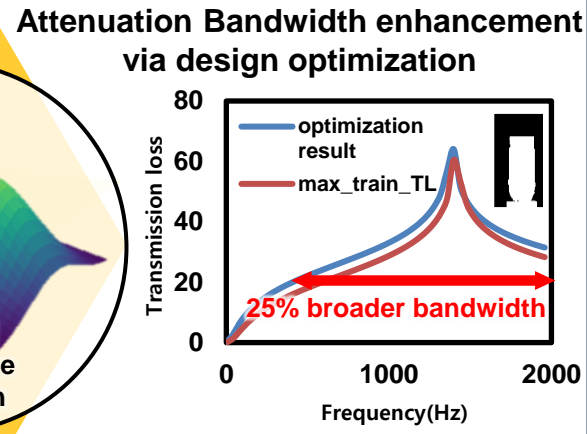 Attenuation Bandwidth enhancement
via design optimization
80
60
40
20
0
Transmission loss
optimization
result
max_train_TL
25% broader bandwidth
0
1000
2000
Frequency(Hz)